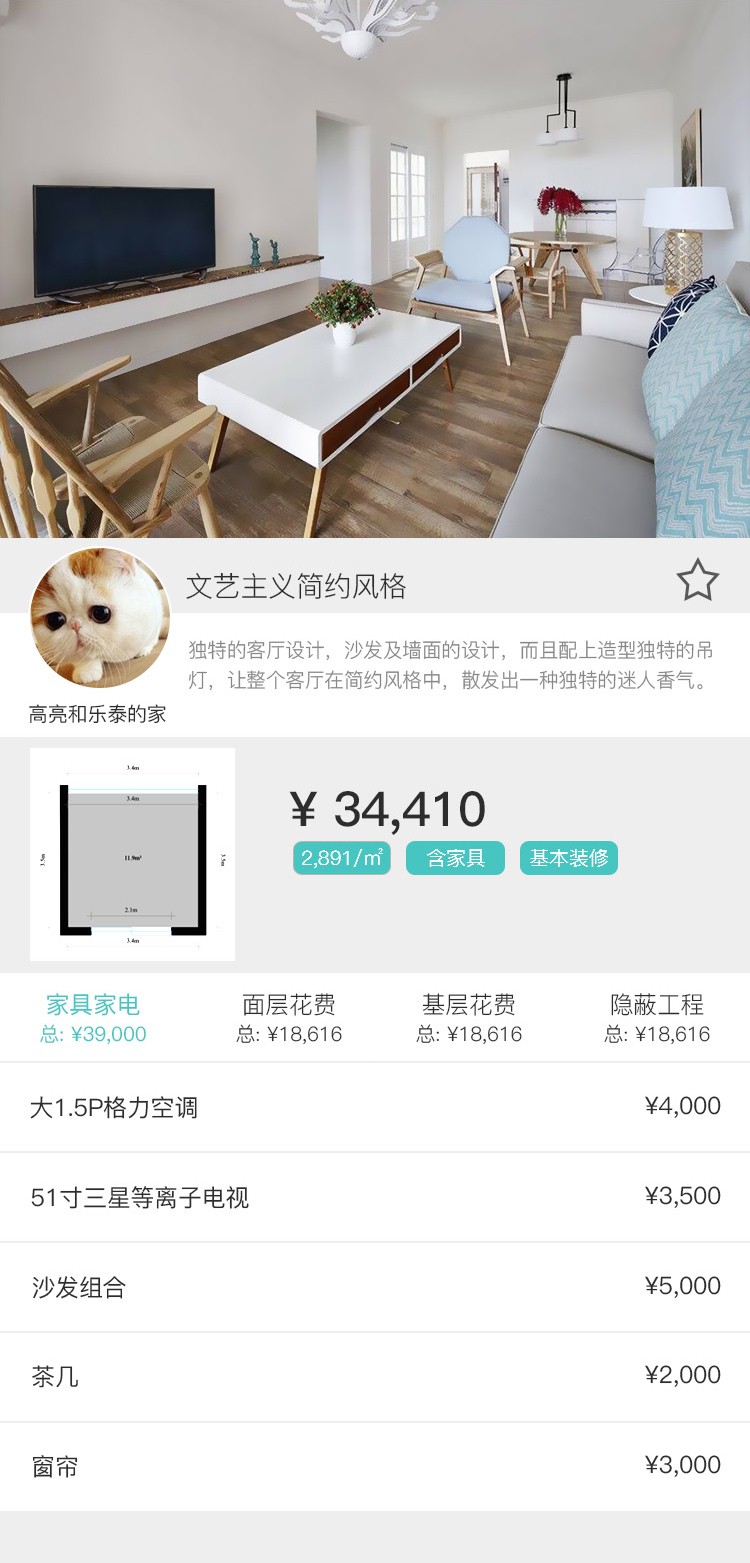 文艺主义简约风格
独特的客厅设计，沙发及墙面的设计，而且配上造型独特的吊
灯，让整个客厅在简约风格中，散发出一种独特的迷人香气。
高亮和乐泰的家
3.4m
3.4m
3.5m
11.9m²
3.5m
2.1m
3.4m
¥ 34,410
2,891/㎡ 含家具 基本装修
家具家电 面层花费 基层花费 隐蔽工程
总: ¥39,000 总: ¥18,616 总: ¥18,616 总: ¥18,616
大1.5P格力空调 ¥4,000
51寸三星等离子电视 ¥3,500
沙发组合 ¥5,000
茶几 ¥2,000
窗帘 ¥3,000